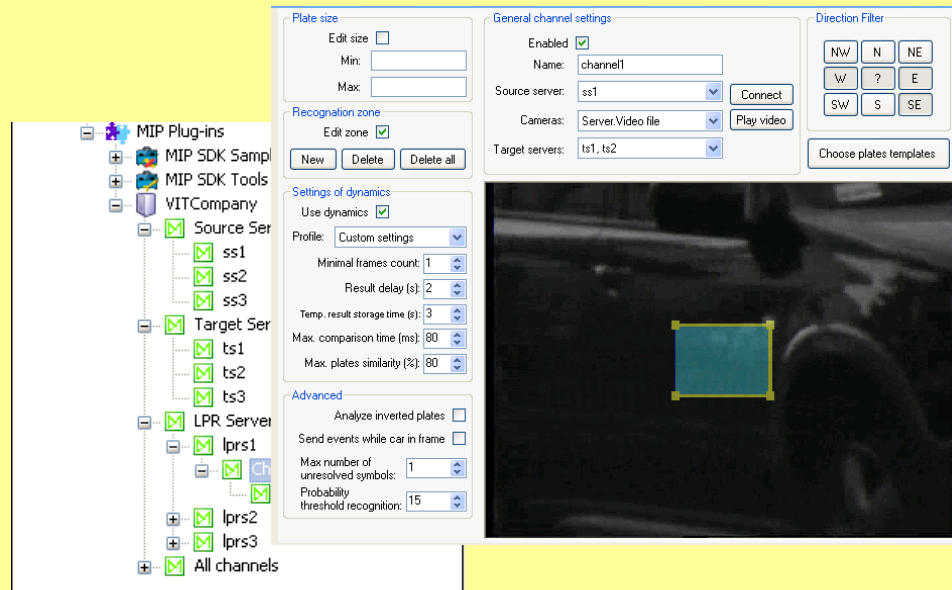 MIP Plug-ins
MIP SDK Sampl
MIP SDK Tools
VITCompany
Source Ser
ss1
ss2
ss3
Target Ser
ts1
ts2
ts3
LPR Server
lprs1
Ch
lprs2
lprs3
All channels
Plate size
Edit size
Min:
Max:
Recognation zone
Edit zone
New Delete Delete all
Settings of dynamics
Use dynamics
Profile: Custom settings
Minimal frames count: 1
Result delay (s): 2
Temp. result storage time (s): 3
Max. comparison time (ms): 80
Max. plates similarity (%): 80
Advanced
Analyze inverted plates
Send events while car in frame
Max number of
unresolved symbols: 1
Probability
threshold recognition: 15
General channel settings
Enabled
Name: channel1
Source server: ss1 Connect
Cameras: Server.Video file Play video
Target servers: ts1, ts2
Direction Filter
NW N NE
W ? E
SW S SE
Choose plates templates